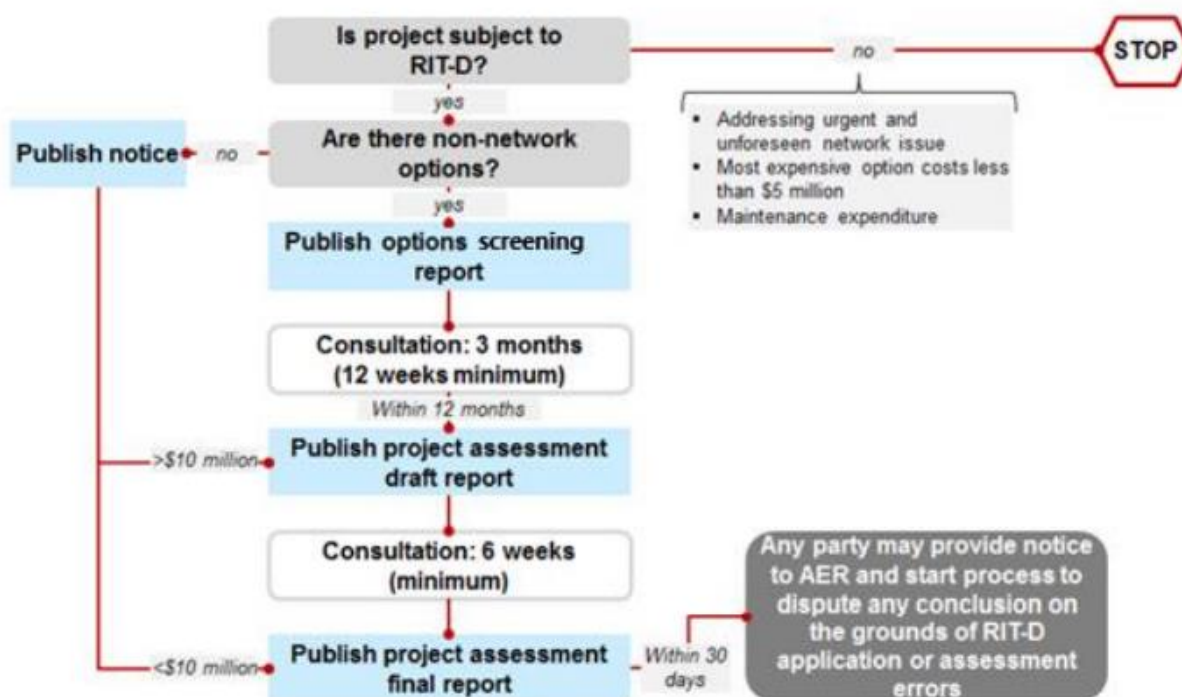 Is project subject to
RIT-D?
no
STOP
yes
▪ Addressing urgent and
unforeseen network issue
▪ Most expensive option costs less
than $5 million
▪ Maintenance expenditure
Publish notice
no
Are there non-network
options?
yes
Publish options screening
report
Consultation: 3 months
(12 weeks minimum)
Within 12 months
>$10 million
Publish project assessment
draft report
Consultation: 6 weeks
(minimum)
<$10 million
Publish project assessment
final report
Within 30
days
Any party may provide notice
to AER and start process to
dispute any conclusion on
the grounds of RIT-D
application or assessment
errors